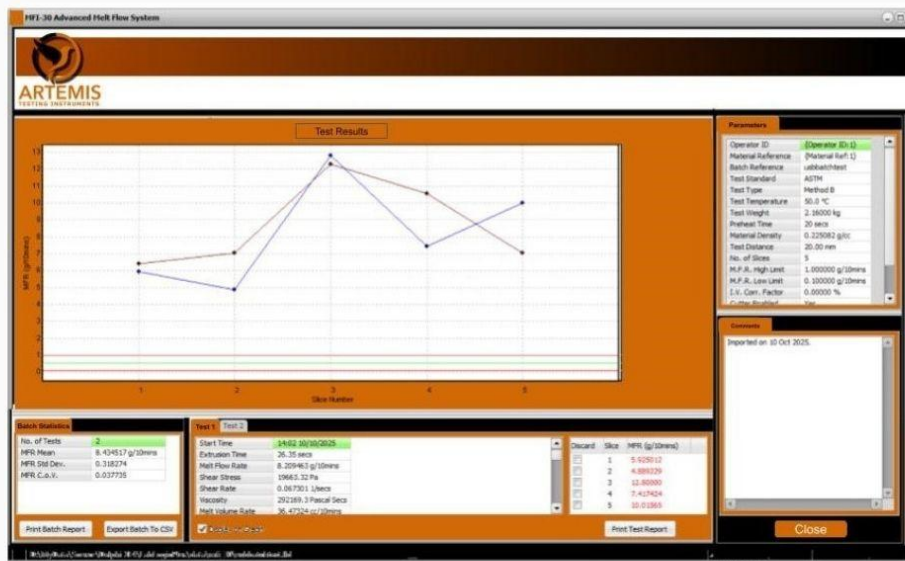 MFI-30 Advanced Melt Flow System
ARTEMIS
TESTING INSTRUMENTS
Test Results
MFR (g/10mins)
13
12
11
10
9
8
7
6
5
4
3
2
1
0
1 2 3 4 5
Slice Number
Parameters
Operator ID (Operator ID:1)
Material Reference (Material Ref:1)
Batch Reference usbbatchtest
Test Standard ASTM
Test Type Method B
Test Temperature 50.0 °C
Test Weight 2.16000 kg
Preheat Time 20 secs
Material Density 0.225082 g/cc
Test Distance 20.00 mm
No. of Slices 5
M.F.R. High Limit 1.000000 g/10mins
M.F.R. Low Limit 0.100000 g/10mins
I.V. Corr. Factor 0.00000 %
Cutter Enabled Yes
Comments
Imported on 10 Oct 2025.
Close
Batch Statistics
No. of Tests 2
MFR Mean 8.434517 g/10mins
MFR Std Dev. 0.318274
MFR C.o.V. 0.037735
Print Batch Report Export Batch To CSV
Test 1 Test 2
Start Time 14:02 10/10/2025
Extrusion Time 26.35 secs
Melt Flow Rate 8.209463 g/10mins
Shear Stress 19663.32 Pa
Shear Rate 0.067301 1/secs
Viscosity 292169.3 Pascal Secs
Melt Volume Rate 36.47324 cc/10mins
Discard Slice MFR (g/10mins)
1 5.925012
2 4.889229
3 12.80800
4 7.417424
5 10.01565
Print Test Report